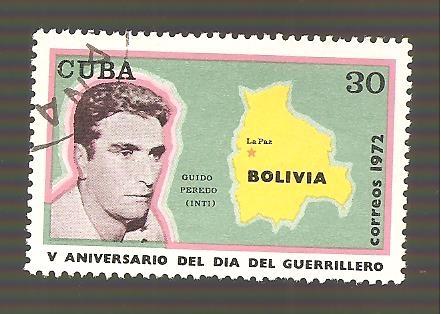 CUBA
30
La Paz
GUIDO
PEREDO
(INTI)
BOLIVIA
correos 1972
V ANIVERSARIO DEL DIA DEL GUERRILLERO